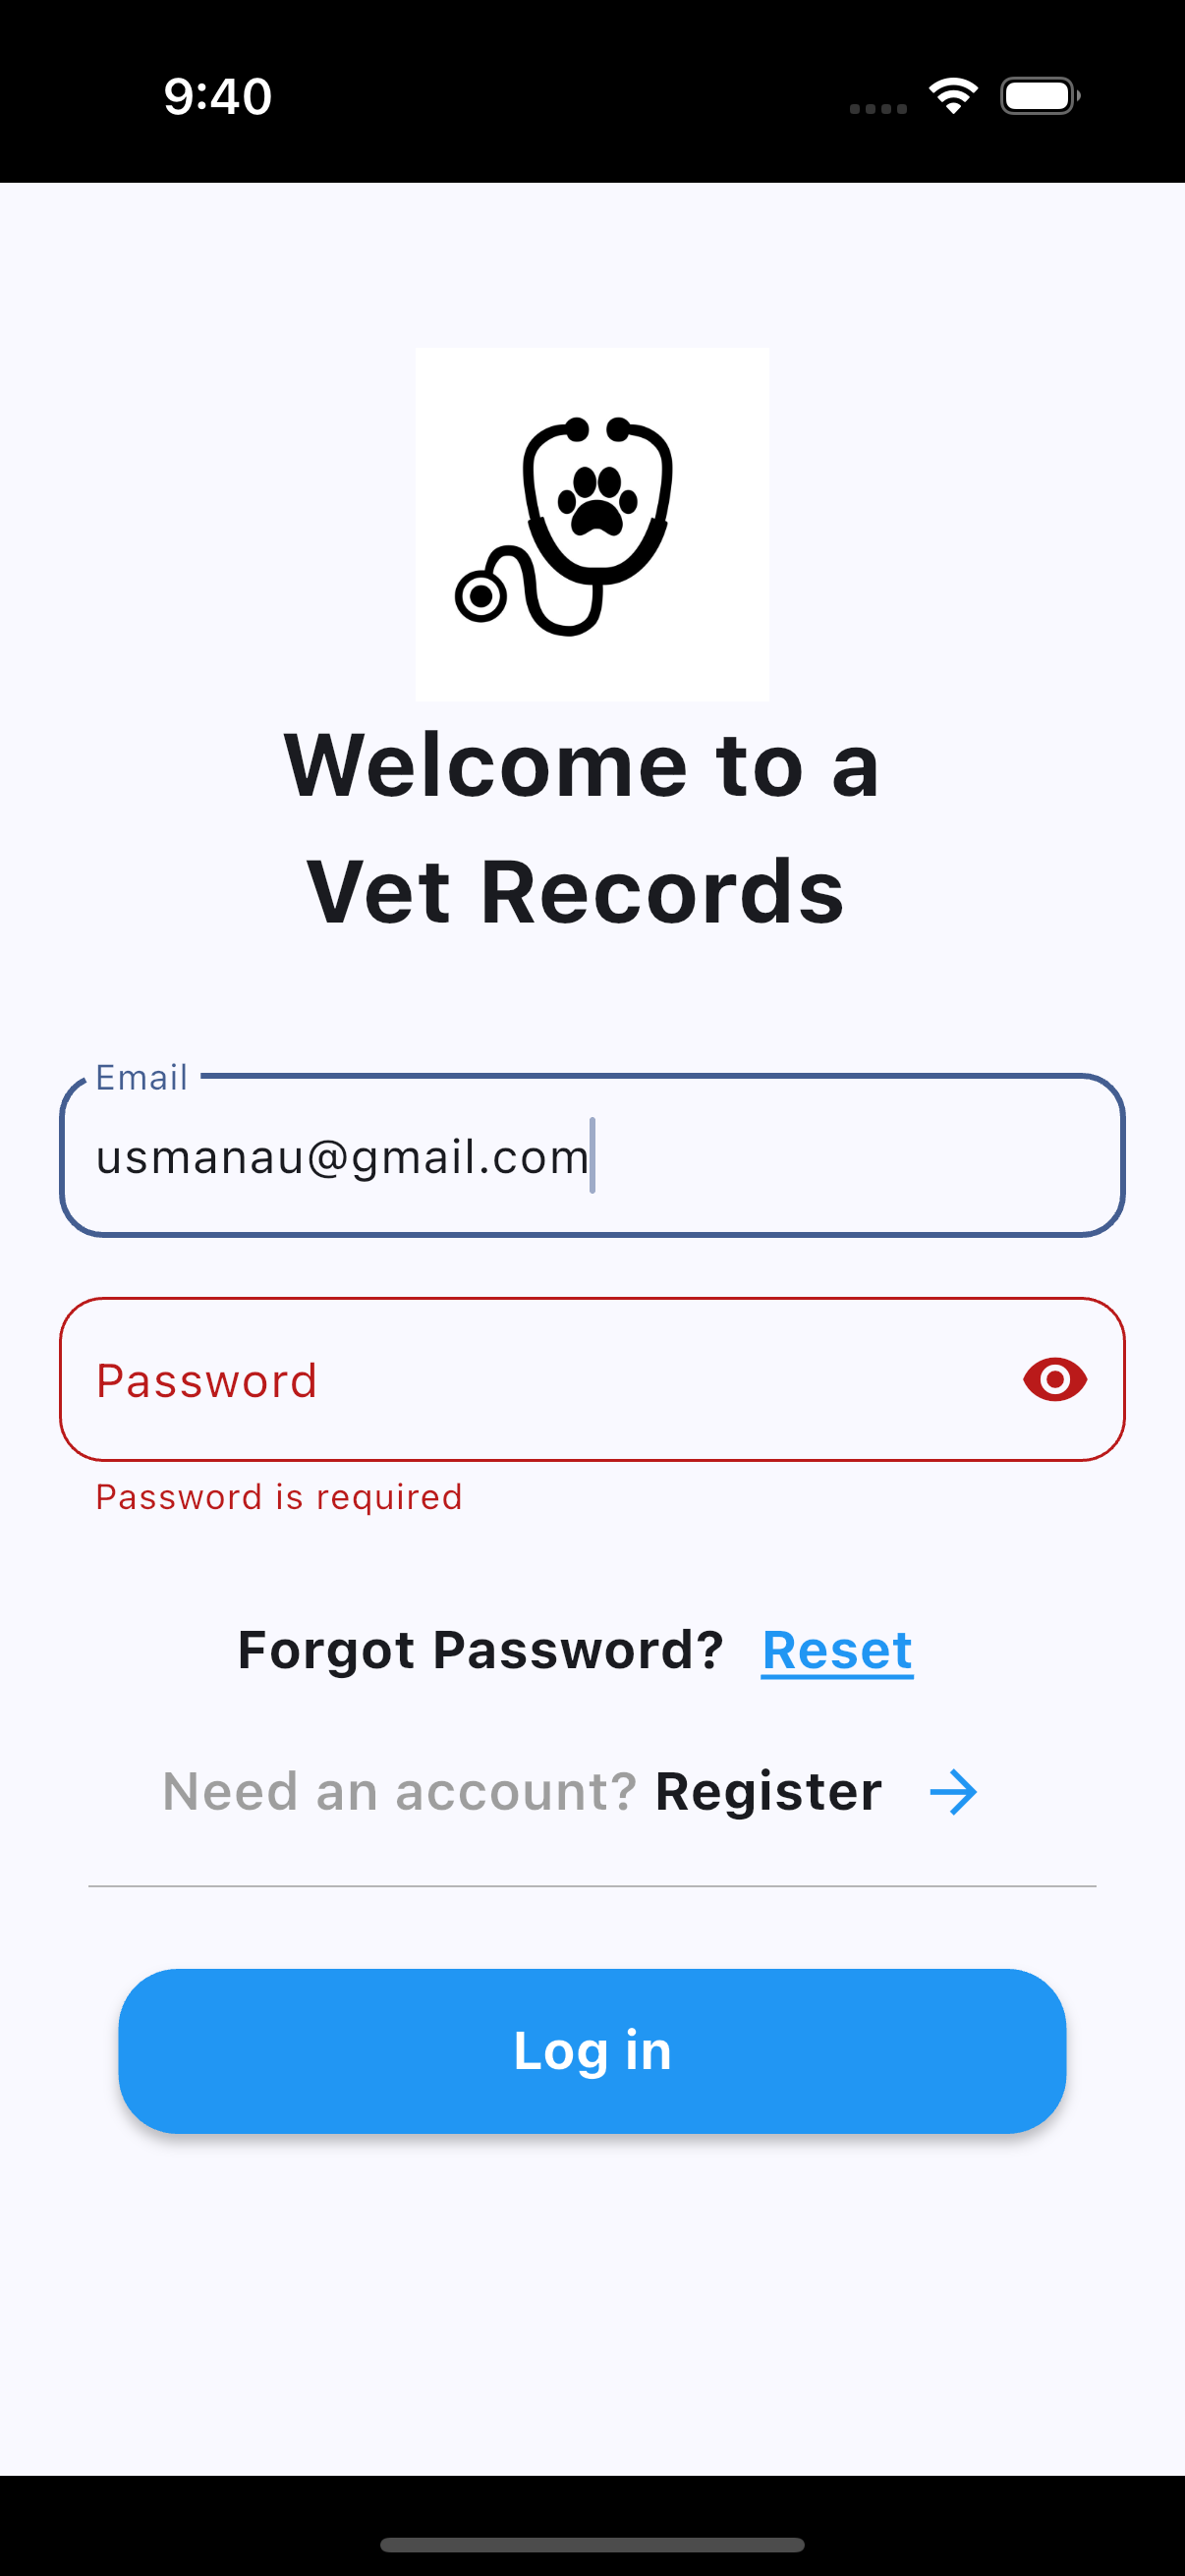 9:40
Welcome to a
Vet Records
Email
usmanau@gmail.com
Password
Password is required
Forgot Password? Reset
Need an account? Register
Log in